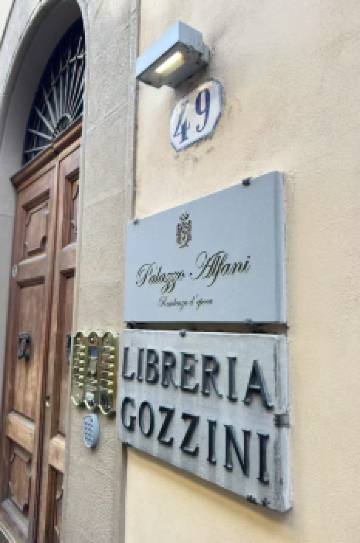 49
Palazzo Alfani
Residenza d'epoca
LIBRERIA
GOZZINI